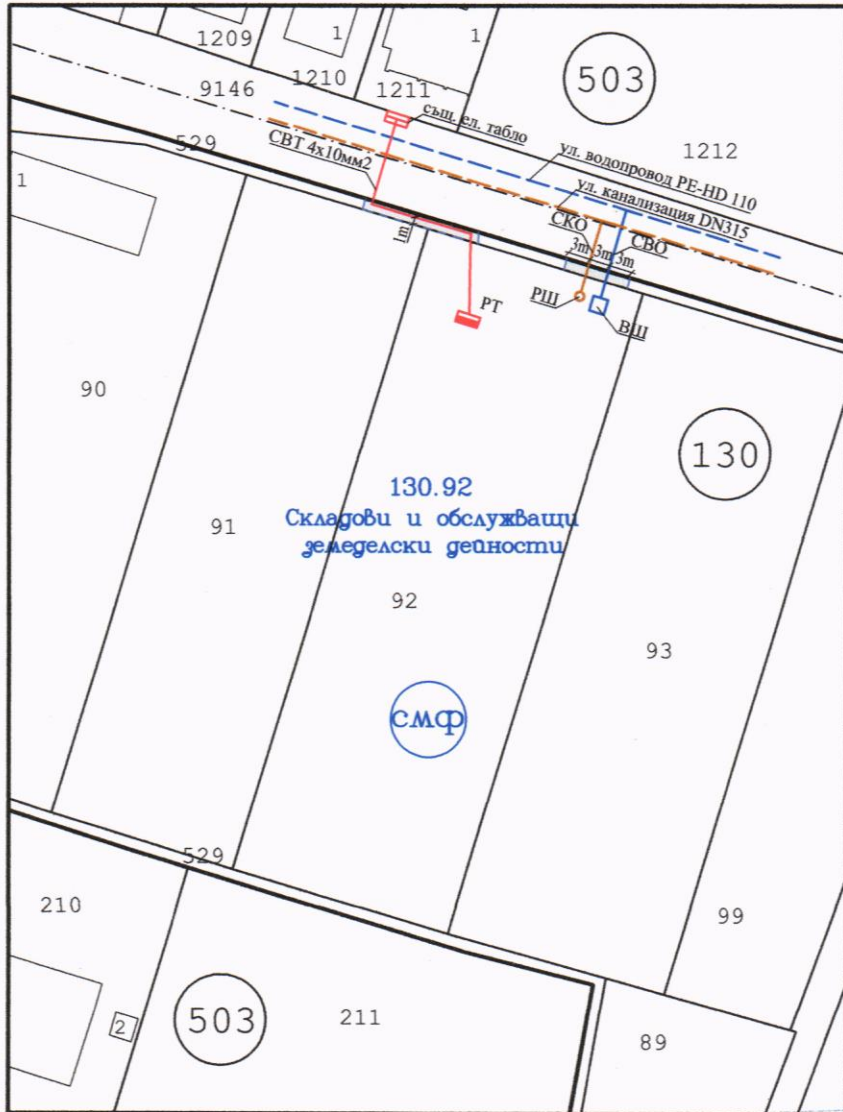 1209
1
1
503
9146
1210
1211
същ. ел. табло
1212
529
СВТ 4х10мм2
ул. водопровод PE-HD 110
ул. канализация DN315
1
СКО
СВО
1m
3m 3m 3m
РШ
ВШ
РТ
90
130
130.92
Складови и обслужващи
земеделски дейности
91
92
93
смф
529
210
99
503
2
211
89